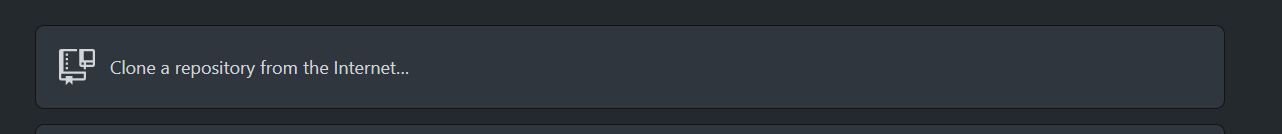 Clone a repository from the Internet...